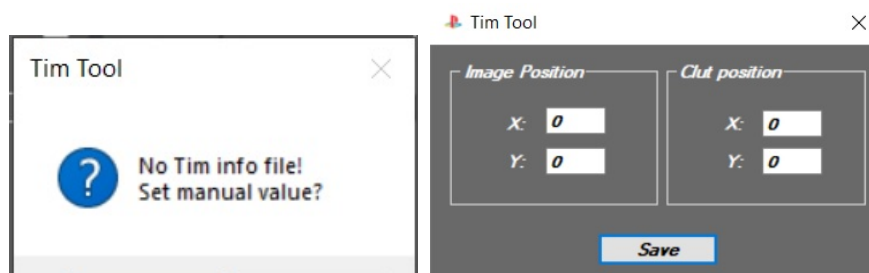 Tim Tool
No Tim info file!
Set manual value?
Tim Tool
Image Position
X: 0
Y: 0
Clut position
X: 0
Y: 0
Save